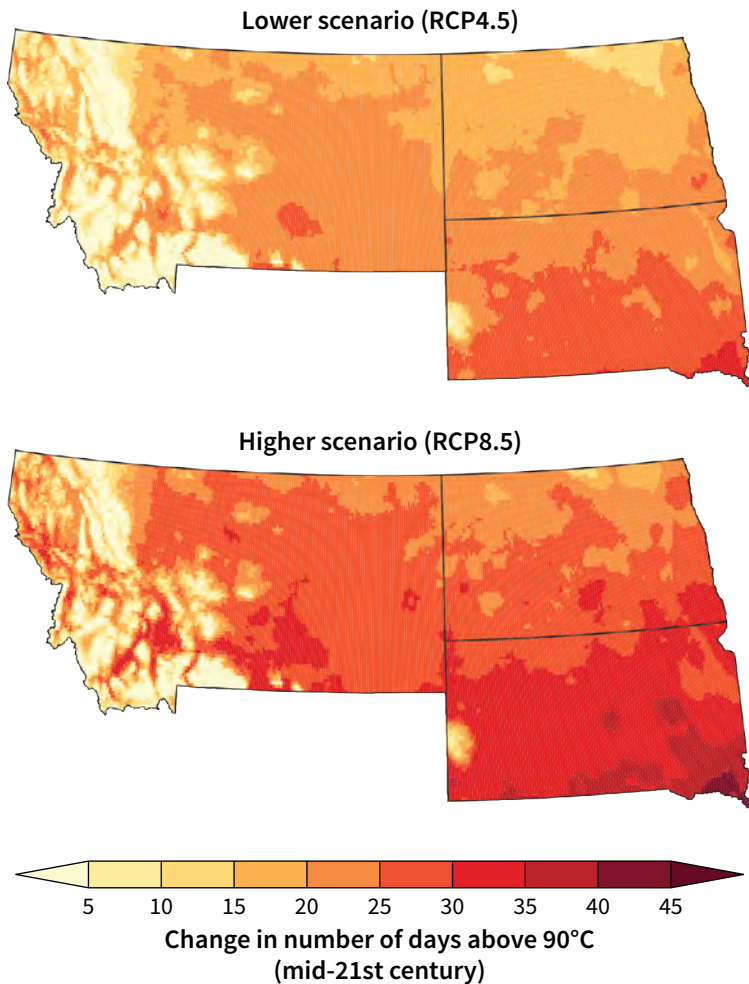 Lower scenario (RCP4.5)
Higher scenario (RCP8.5)
5 10 15 20 25 30 35 40 45
Change in number of days above 90°C
(mid-21st century)